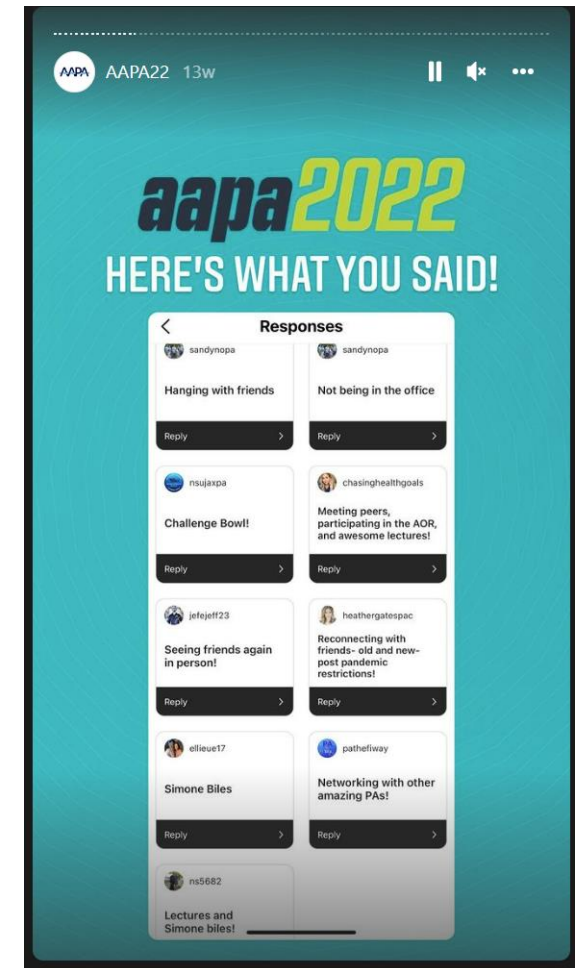 AAPA AAPA22 13w
aapa2022
HERE'S WHAT YOU SAID!
Responses
sandynopa
Hanging with friends
Reply
sandynopa
Not being in the office
Reply
nsujaxpa
Challenge Bowl!
Reply
chasinghealthgoals
Meeting peers,
participating in the AOR,
and awesome lectures!
Reply
jefejeff23
Seeing friends again
in person!
Reply
heathergatespac
Reconnecting with
friends- old and new-
post pandemic
restrictions!
Reply
ellieue17
Simone Biles
Reply
pathefiway
Networking with other
amazing PAs!
Reply
ns5682
Lectures and
Simone biles!